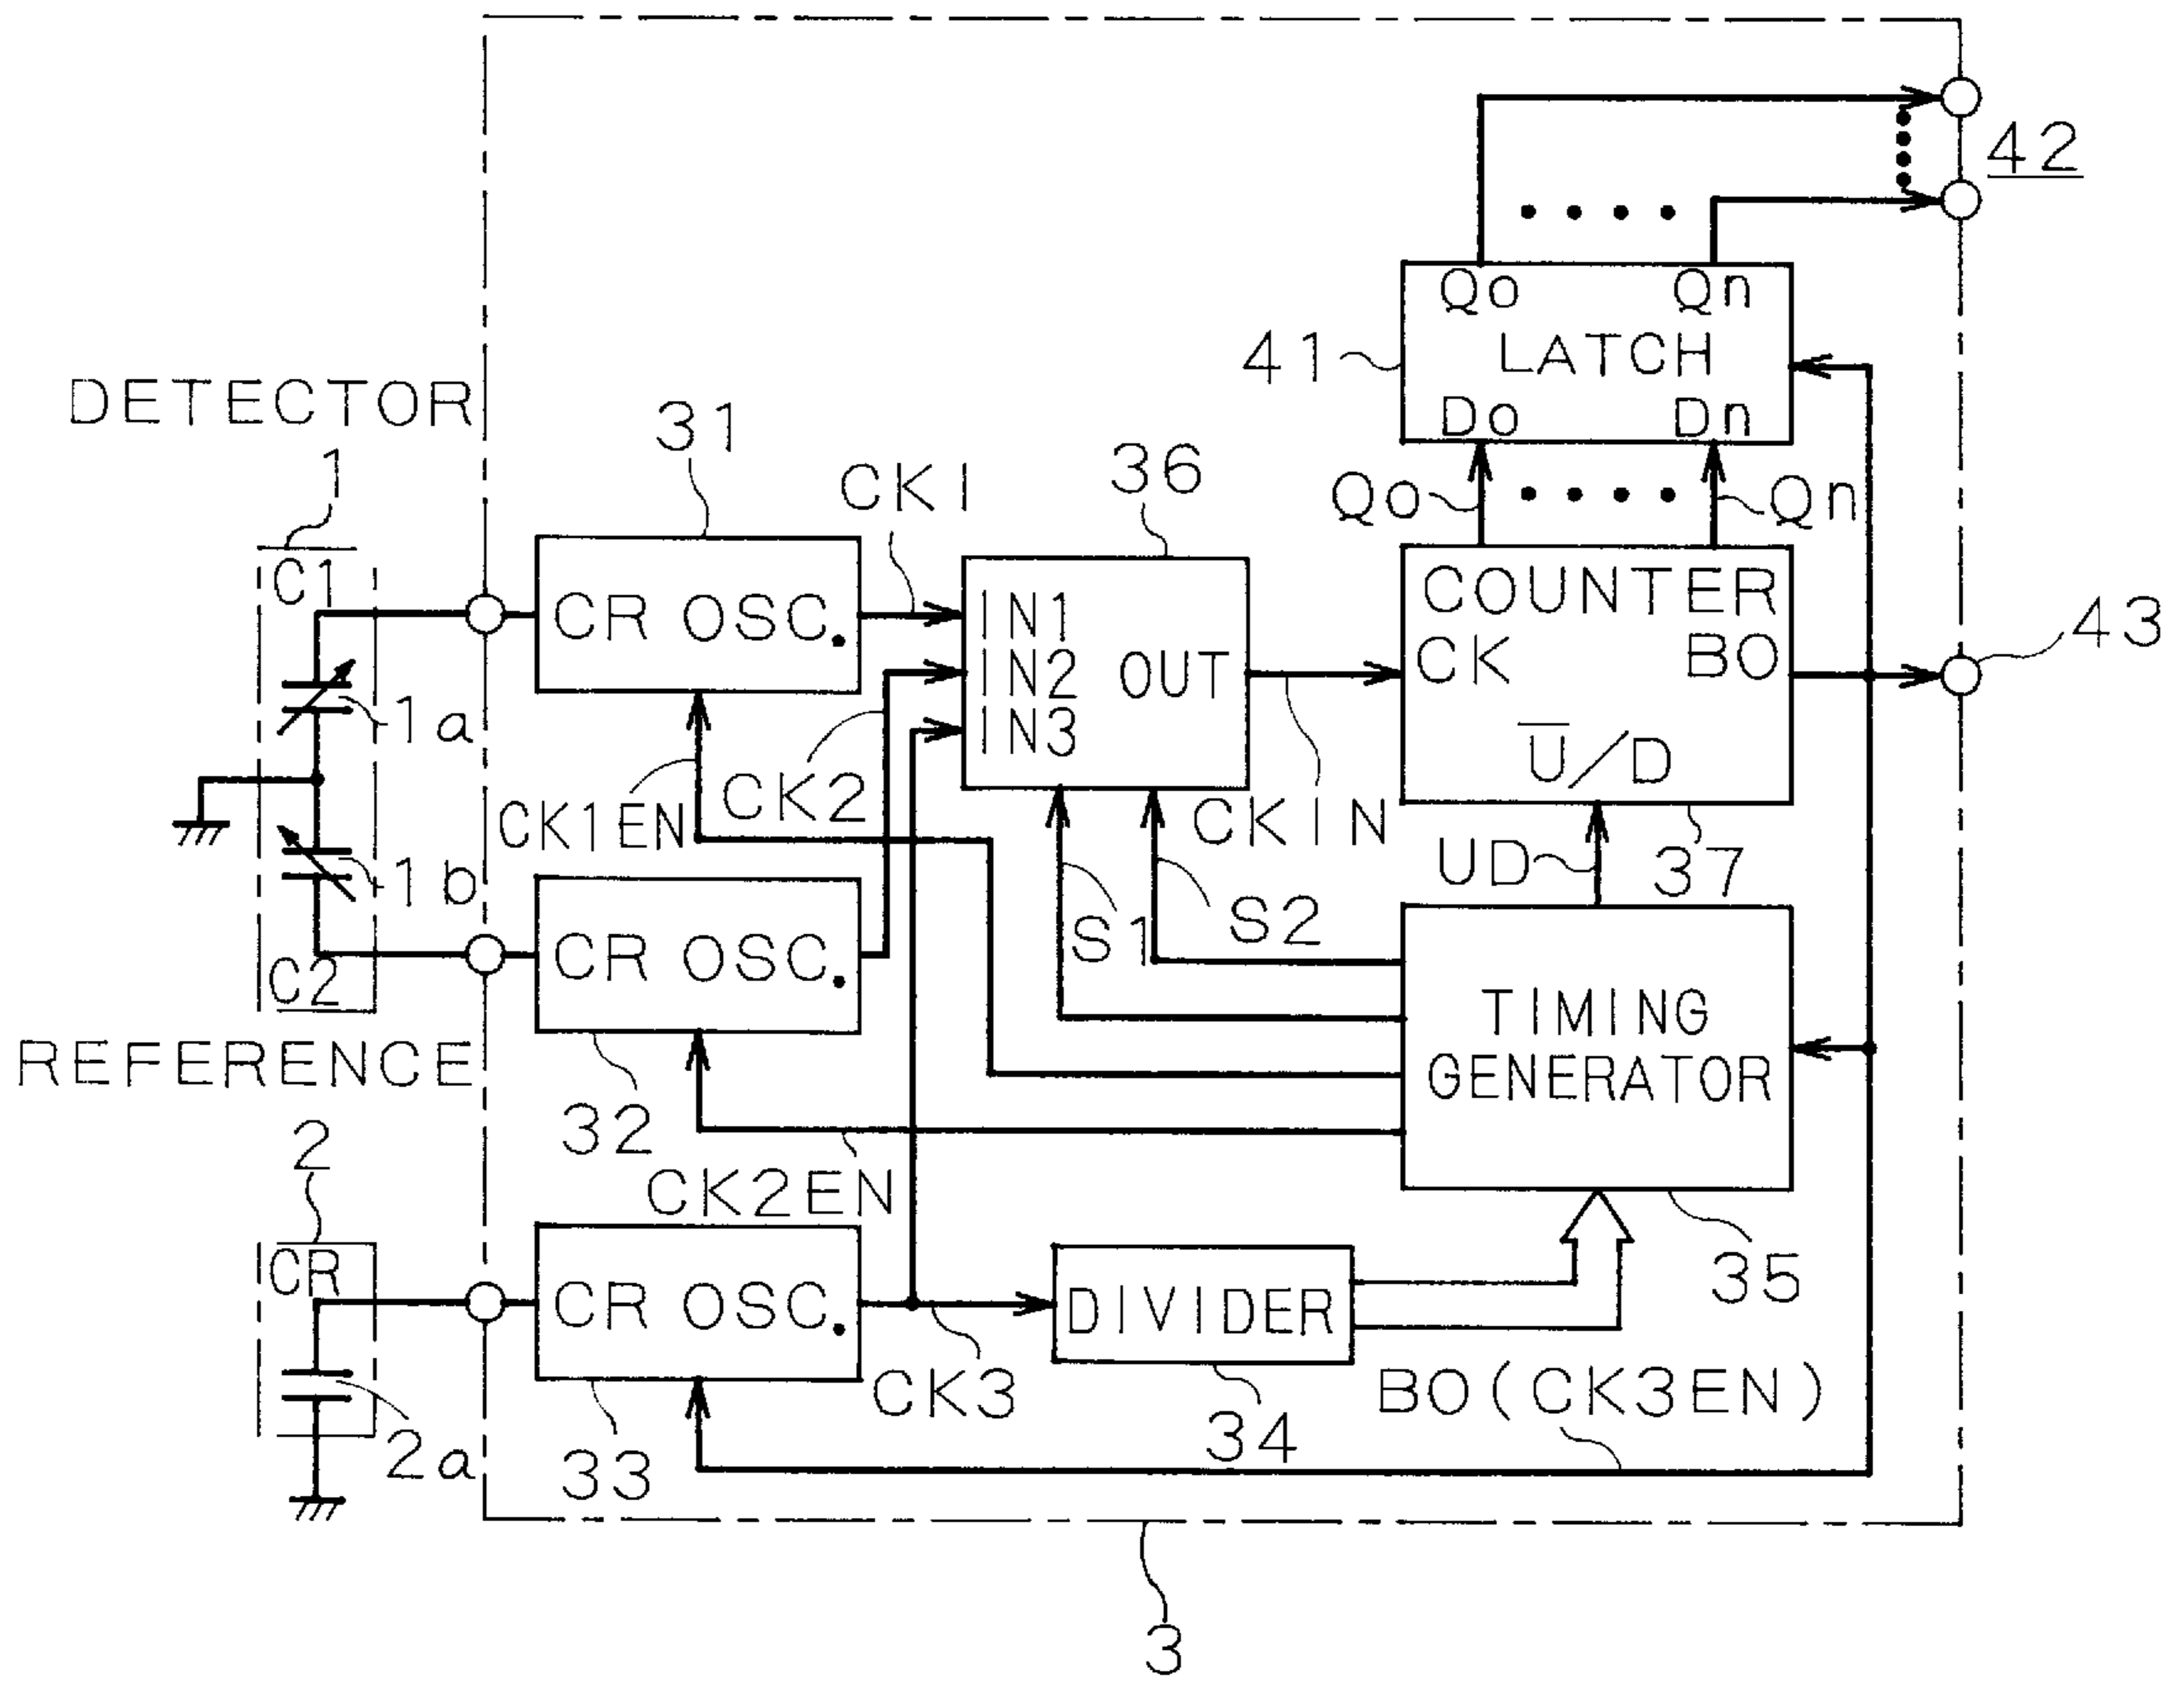 42
Qo Qn
41
LATCH
Do Dn
DETECTOR
31
1
CK1
36
Qo
Qn
C1
CR OSC.
IN1
IN2
IN3
OUT
COUNTER
CK BO
U̅/D
43
1a
CK2
CK1EN
CKIN
UD
37
1b
S1
S2
CR OSC.
C2
TIMING
GENERATOR
REFERENCE
32
2
CK2EN
CR
35
CR OSC.
DIVIDER
CK3
BO(CK3EN)
2a
33
34
3